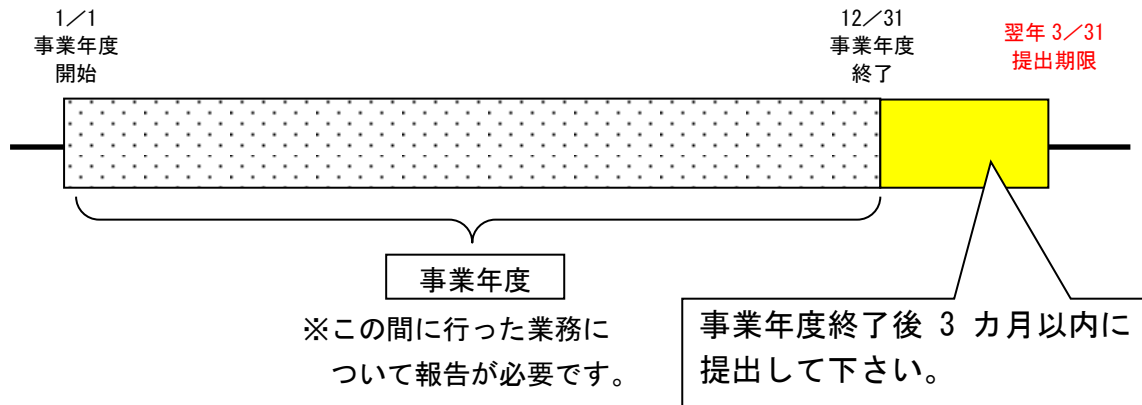 1／1
事業年度
開始
12／31
事業年度
終了
翌年 3／31
提出期限
事業年度
※この間に行った業務に
ついて報告が必要です。
事業年度終了後 3 カ月以内に
提出して下さい。